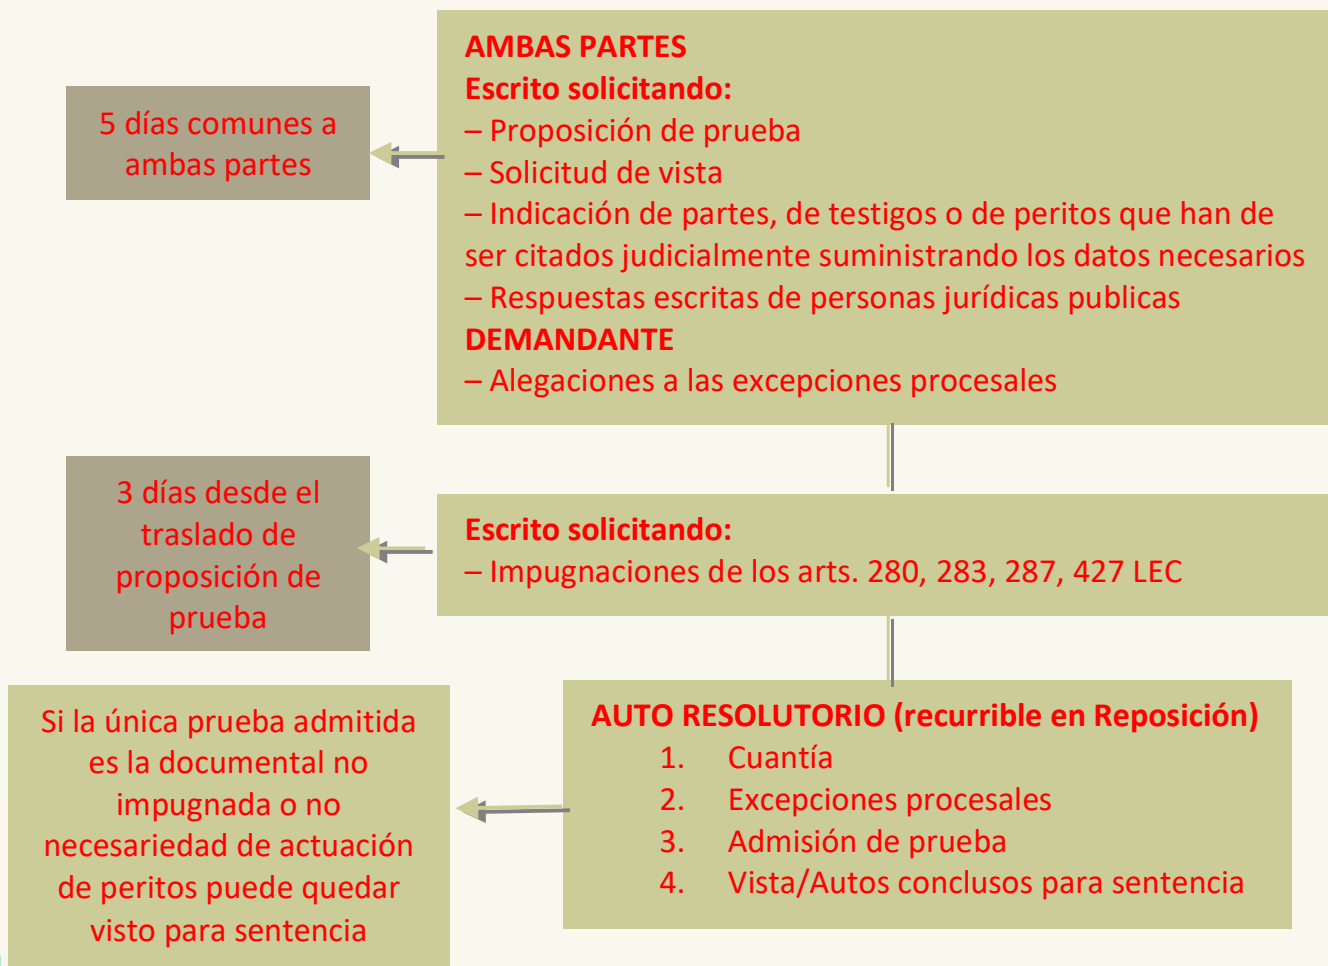 AMBAS PARTES
Escrito solicitando:
– Proposición de prueba
– Solicitud de vista
– Indicación de partes, de testigos o de peritos que han de
ser citados judicialmente suministrando los datos necesarios
– Respuestas escritas de personas jurídicas publicas
DEMANDANTE
– Alegaciones a las excepciones procesales
5 días comunes a
ambas partes
Escrito solicitando:
– Impugnaciones de los arts. 280, 283, 287, 427 LEC
3 días desde el
traslado de
proposición de
prueba
AUTO RESOLUTORIO (recurrible en Reposición)
1. Cuantía
2. Excepciones procesales
3. Admisión de prueba
4. Vista/Autos conclusos para sentencia
Si la única prueba admitida
es la documental no
impugnada o no
necesariedad de actuación
de peritos puede quedar
visto para sentencia